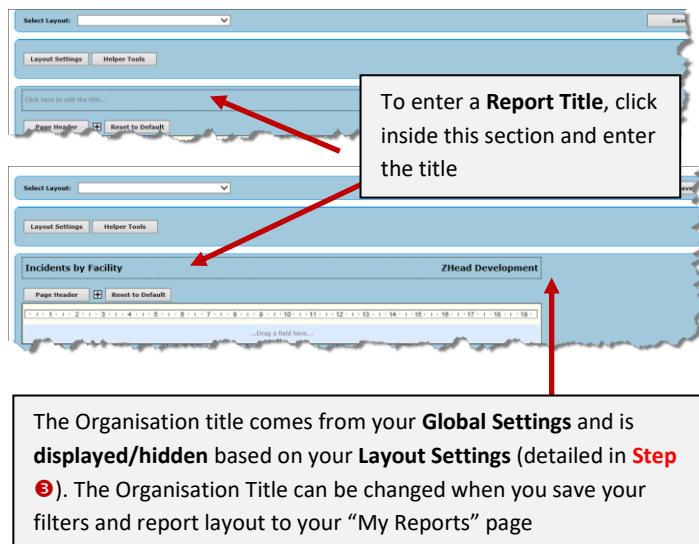 Select Layout: Save
Layout Settings Helper Tools
Click here to edit the title...
Page Header Reset to Default
To enter a Report Title, click
inside this section and enter
the title
Select Layout:
Layout Settings Helper Tools
Incidents by Facility ZHead Development
Page Header Reset to Default
1 2 3 4 5 6 7 8 9 10 11 12 13 14 15 16 17 18 19
...Drag a field here...
The Organisation title comes from your Global Settings and is
displayed/hidden based on your Layout Settings (detailed in Step
❸). The Organisation Title can be changed when you save your
filters and report layout to your “My Reports” page